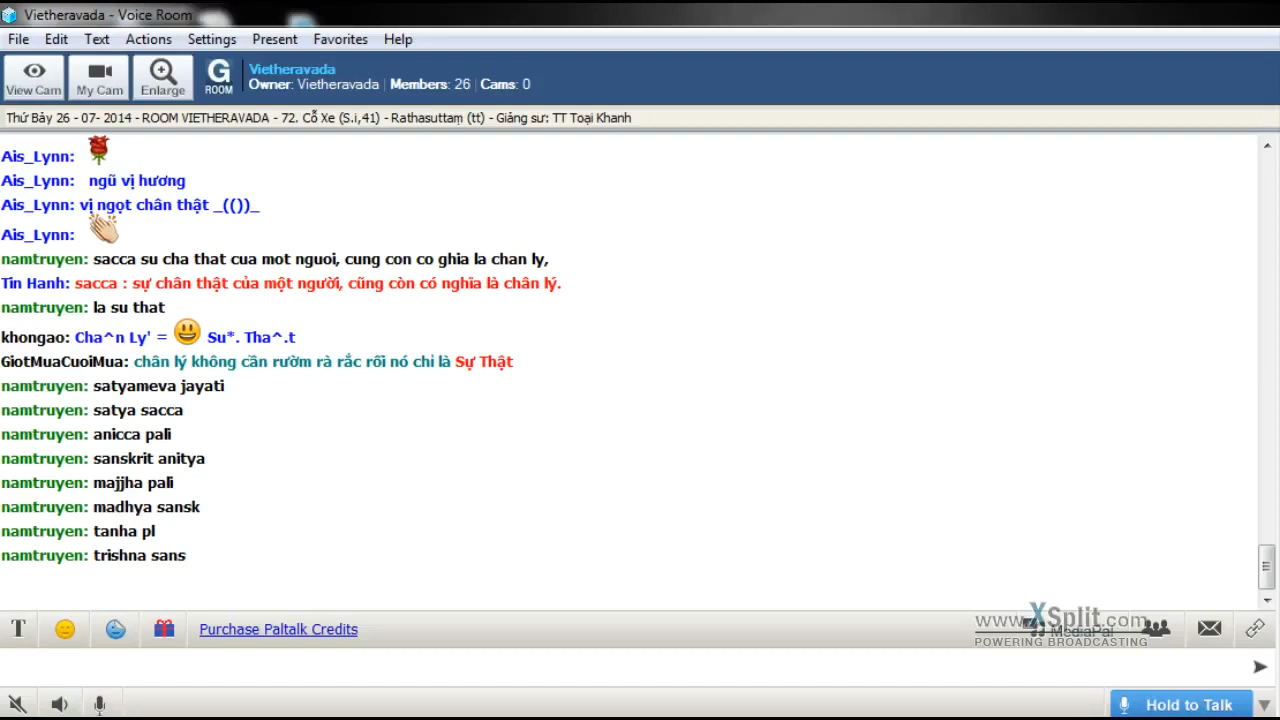 Vietheravada - Voice Room
File Edit Text Actions Settings Present Favorites Help
View Cam My Cam Enlarge G ROOM
Vietheravada
Owner: Vietheravada | Members: 26 | Cams: 0
Thứ Bảy 26 - 07- 2014 - ROOM VIETHERAVADA - 72. Cỗ Xe (S.i,41) - Rathasuttaṃ (tt) - Giảng sư: TT Toại Khanh
Ais_Lynn:
Ais_Lynn: ngũ vị hương
Ais_Lynn: vị ngọt chân thật _(())_
Ais_Lynn:
namtruyen: sacca su cha that cua mot nguoi, cung con co ghia la chan ly,
Tin Hanh: sacca : sự chân thật của một người, cũng còn có nghĩa là chân lý.
namtruyen: la su that
khongao: Cha^n Ly' = Su*. Tha^.t
GiotMuaCuoiMua: chân lý không cần rườm rà rắc rối nó chỉ là Sự Thật
namtruyen: satyameva jayati
namtruyen: satya sacca
namtruyen: anicca pali
namtruyen: sanskrit anitya
namtruyen: majjha pali
namtruyen: madhya sansk
namtruyen: tanha pl
namtruyen: trishna sans
T Purchase Paltalk Credits
www.XSplit.com
MediaPal
POWERING BROADCASTING
Hold to Talk